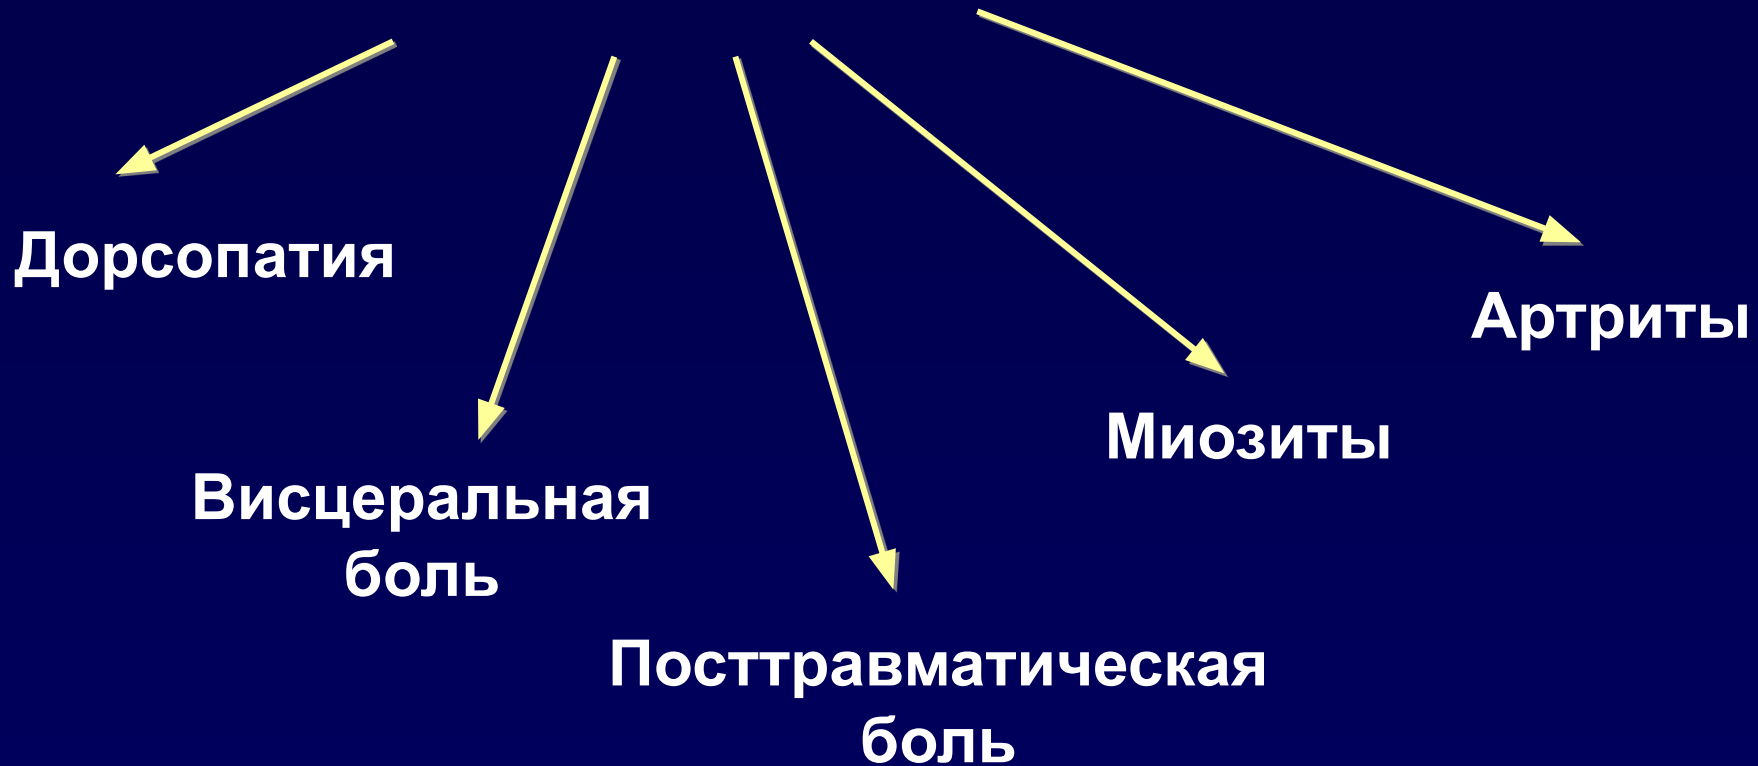 Дорсопатия
Артриты
Миозиты
Висцеральная
боль
Посттравматическая
боль